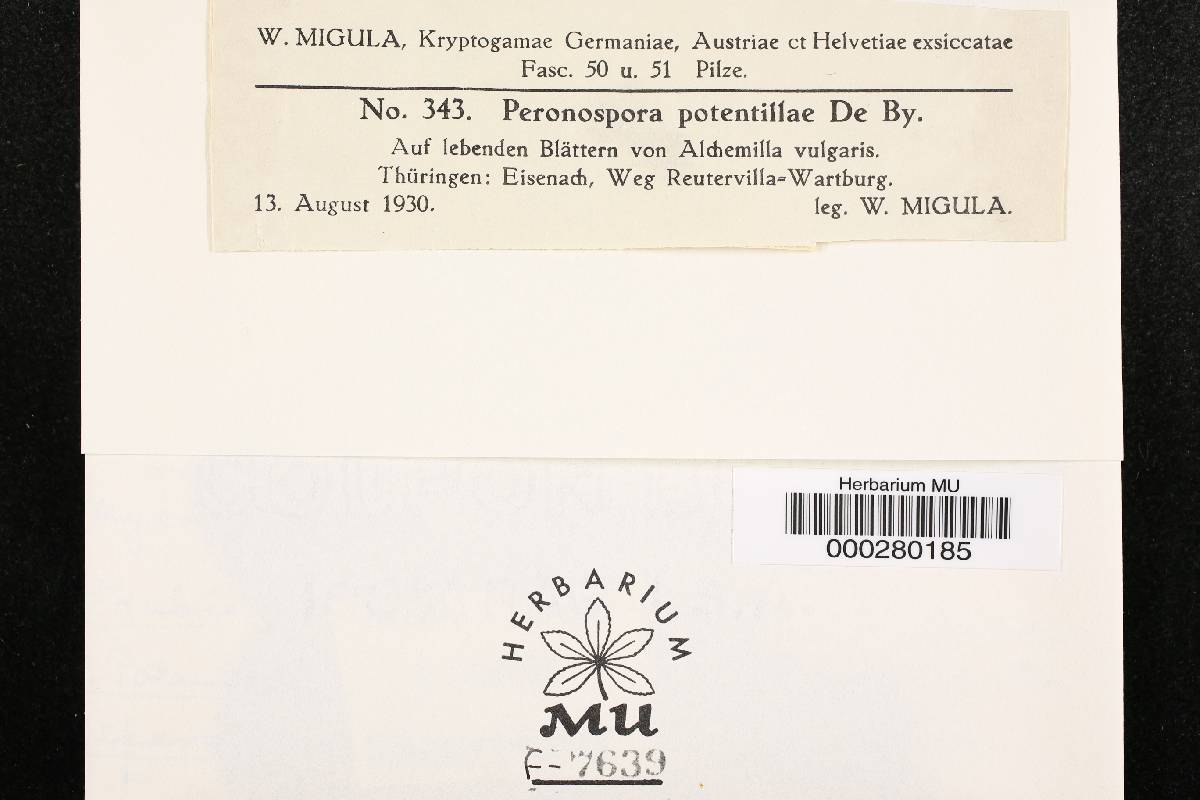 W. MIGULA, Kryptogamae Germaniae, Austriae et Helvetiae exsiccatae
Fasc. 50 u. 51 Pilze.
No. 343. Peronospora potentillae De By.
Auf lebenden Blättern von Alchemilla vulgaris.
Thüringen: Eisenach, Weg Reutervilla-Wartburg.
13. August 1930. leg. W. MIGULA.
Herbarium MU
000280185
HERBARIUM
MU
F-7639